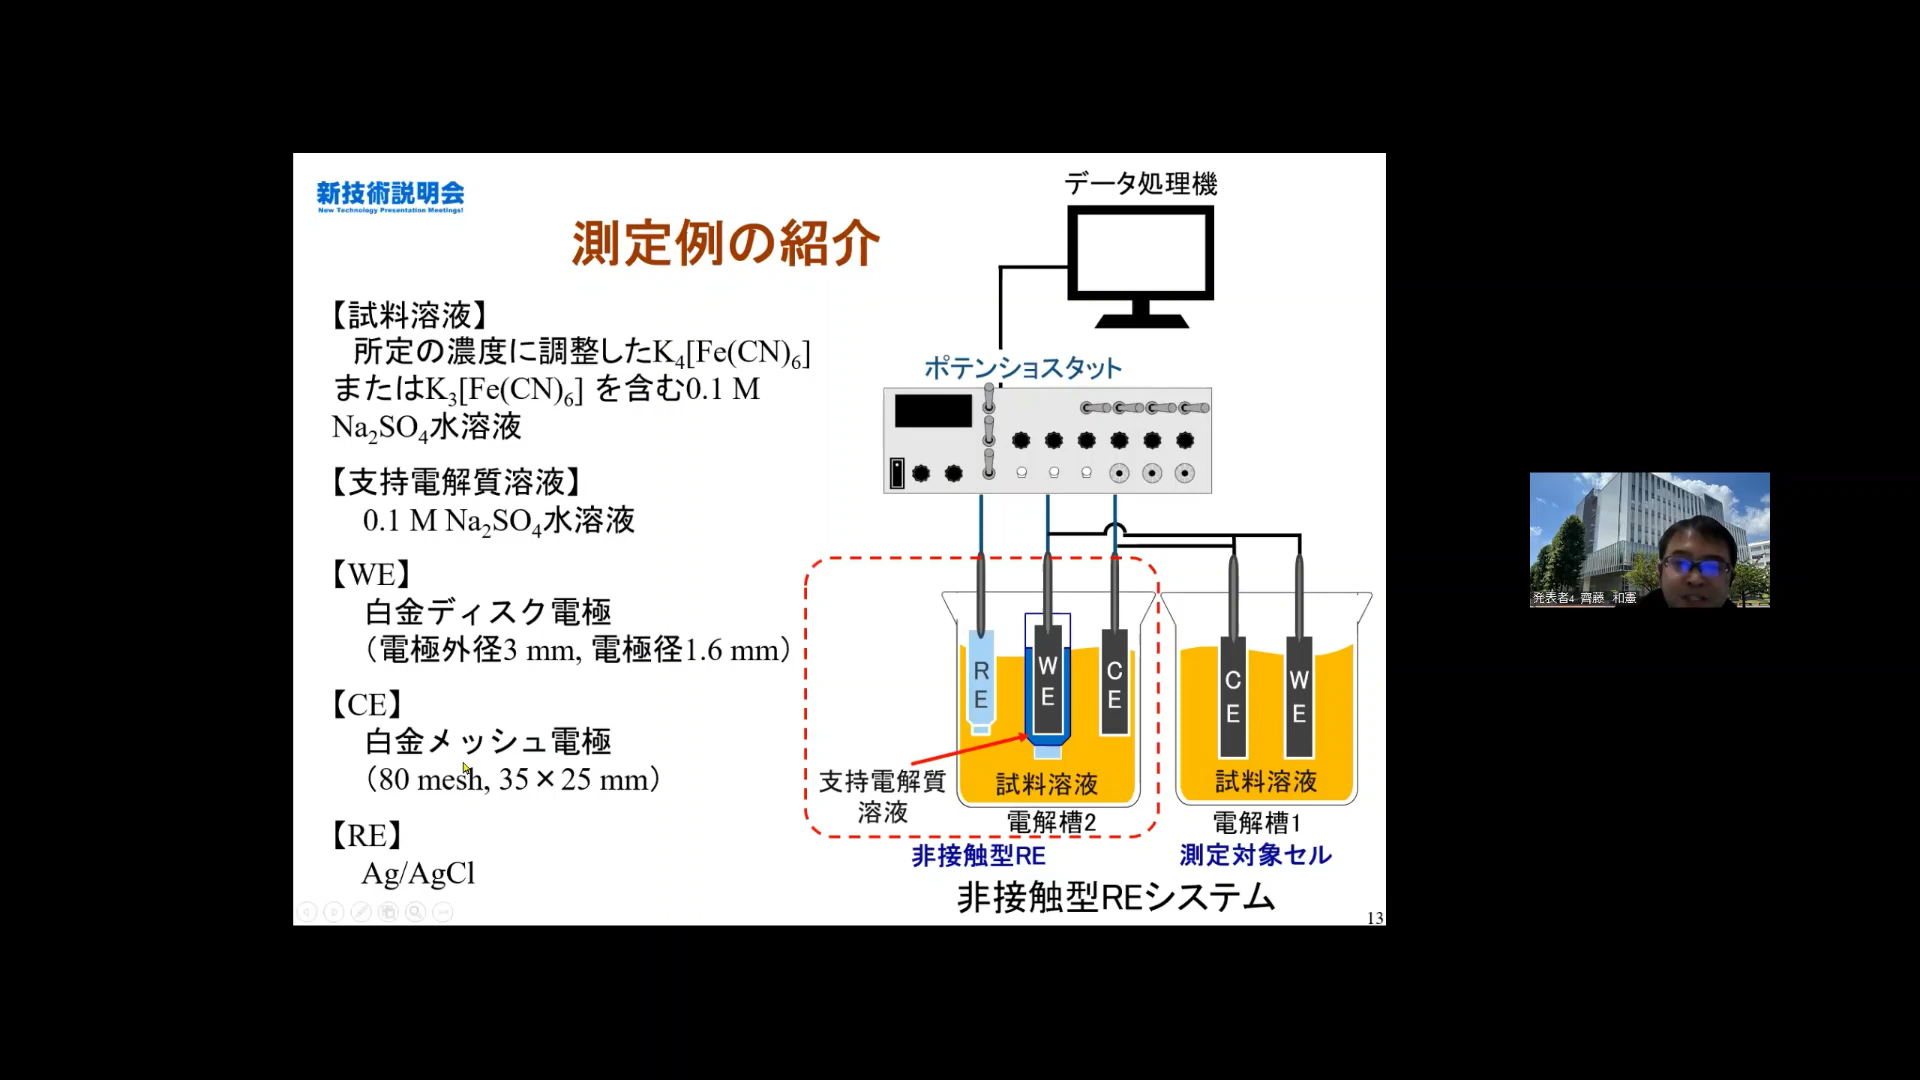 新技術説明会
New Technology Presentation Meetings!
測定例の紹介
【試料溶液】
所定の濃度に調整したK4[Fe(CN)6]
またはK3[Fe(CN)6] を含む0.1 M
Na2SO4水溶液
【支持電解質溶液】
0.1 M Na2SO4水溶液
【WE】
白金ディスク電極
（電極外径3 mm, 電極径1.6 mm）
【CE】
白金メッシュ電極
（80 mesh, 35×25 mm）
【RE】
Ag/AgCl
データ処理機
ポテンショスタット
RE
WE
CE
CE
WE
支持電解質
溶液
試料溶液
試料溶液
電解槽2
電解槽1
非接触型RE
測定対象セル
非接触型REシステム
13
発表者4 齊藤 和憲